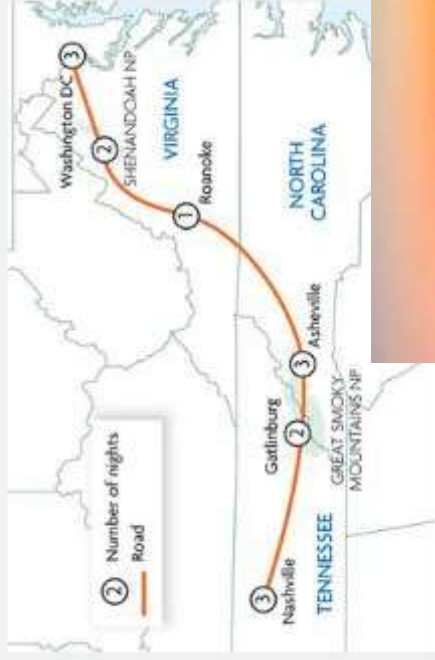 ② Number of nights
Road
Washington DC
③
②
SHENANDOAH NP
VIRGINIA
①
Roanoke
NORTH
CAROLINA
③
Asheville
Gatlinburg
②
GREAT SMOKY
MOUNTAINS NP
③
Nashville
TENNESSEE